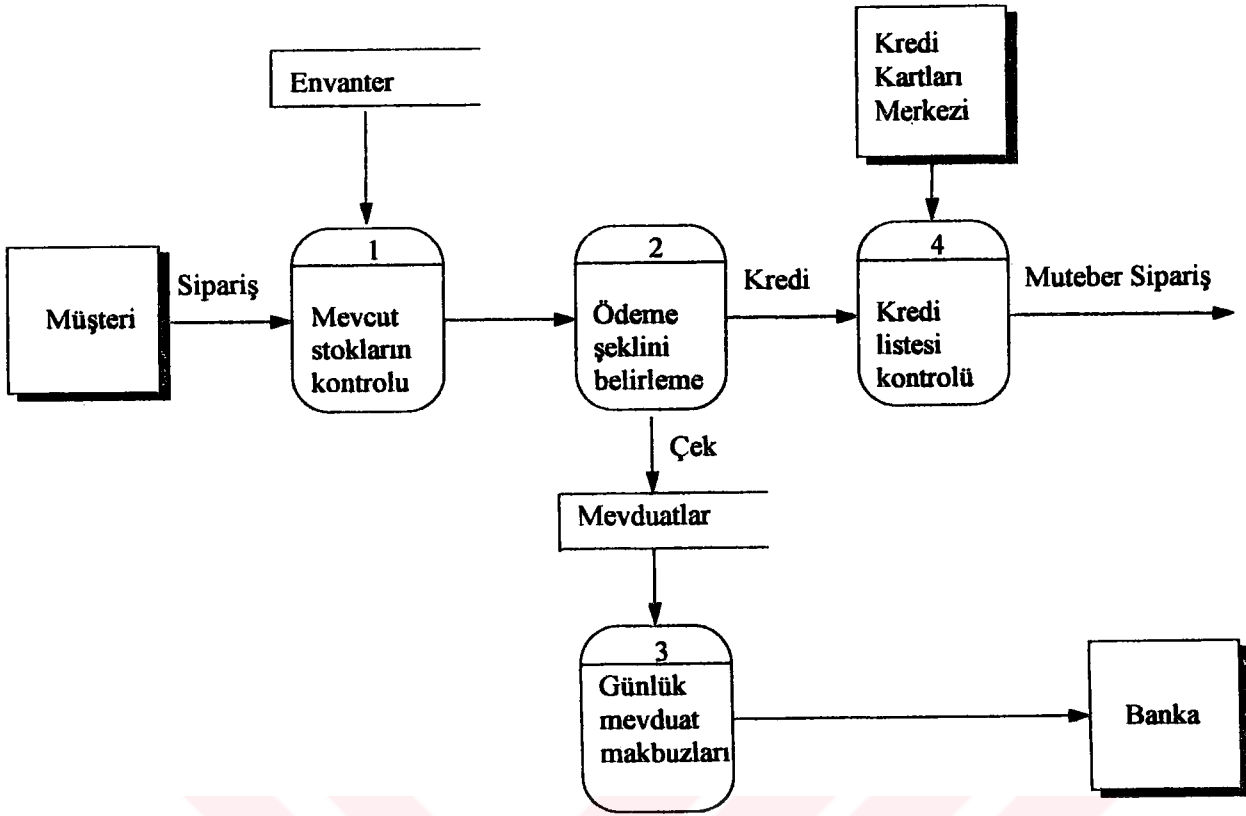 Envanter
Kredi
Kartları
Merkezi
Müşteri
Sipariş
1
Mevcut
stokların
kontrolu
2
Ödeme
şeklini
belirleme
Kredi
4
Kredi
listesi
kontrolü
Muteber Sipariş
Çek
Mevduatlar
3
Günlük
mevduat
makbuzları
Banka